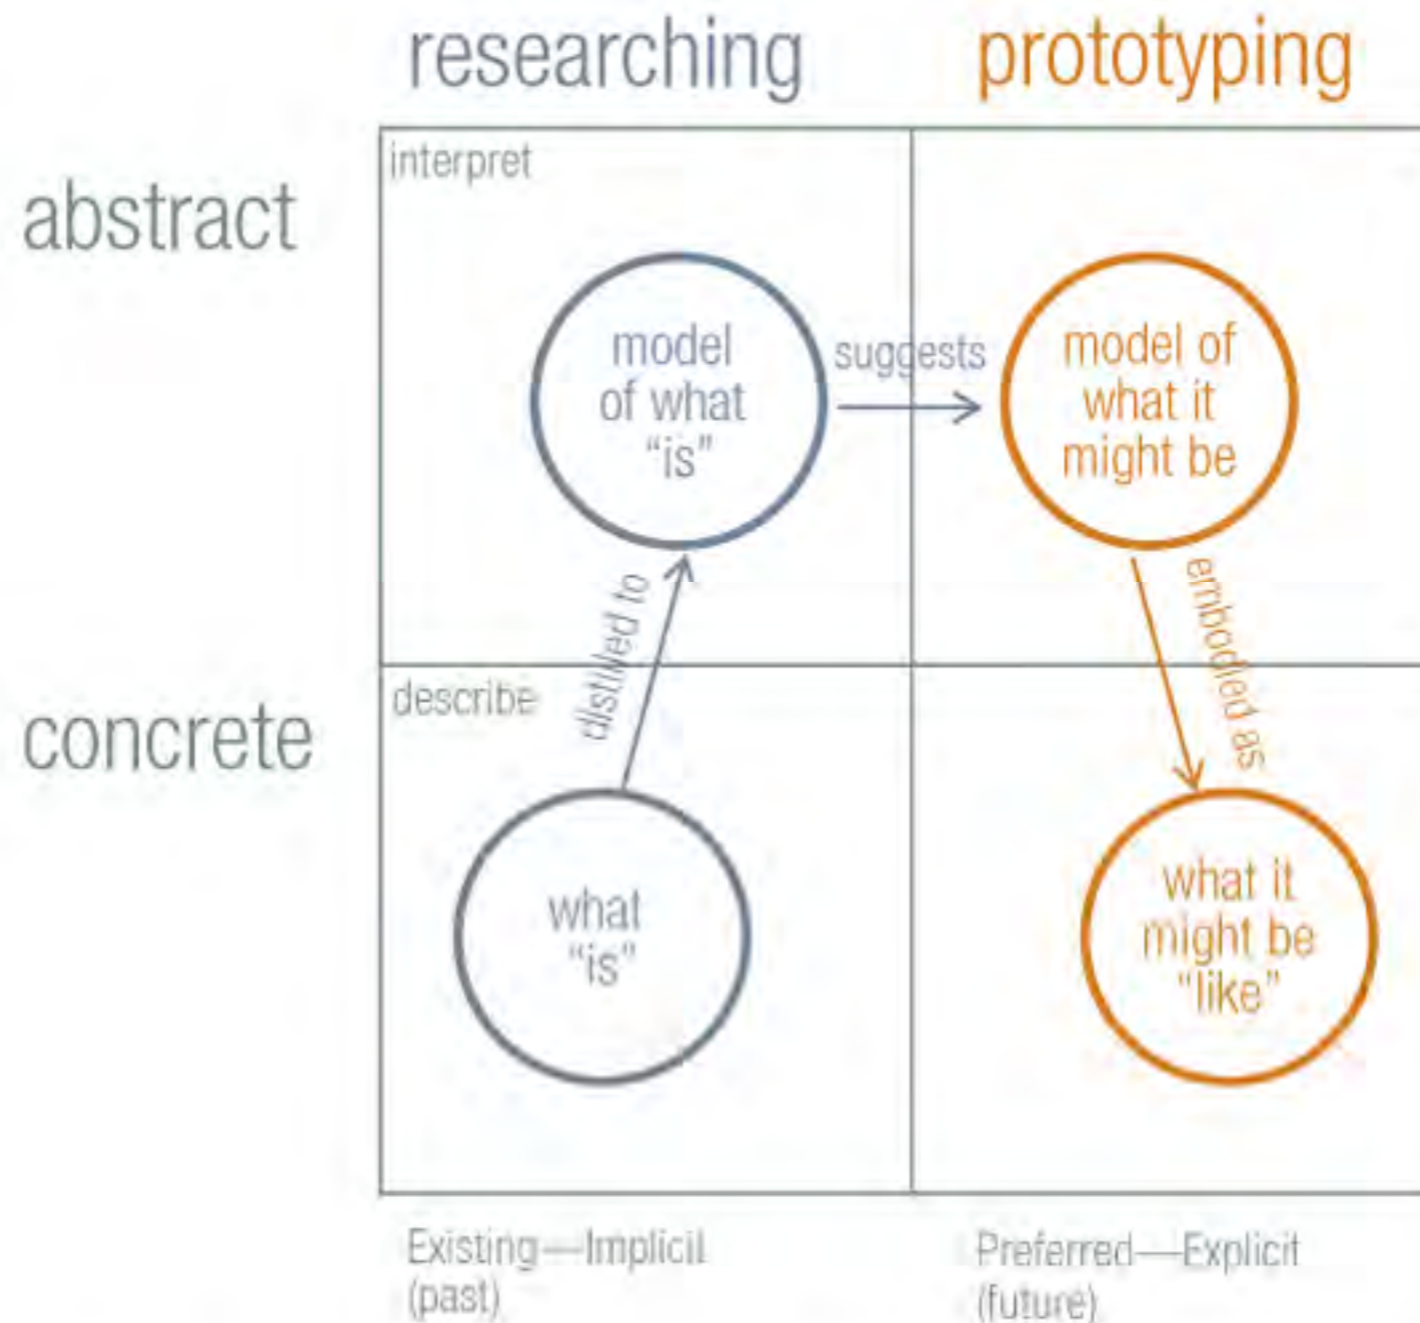 researching
prototyping
abstract
interpret
model
of what
“is”
suggests
model of
what it
might be
distilled to
embodied as
concrete
describe
what
“is”
what it
might be
“like”
Existing—Implicit
(past)
Preferred—Explicit
(future)